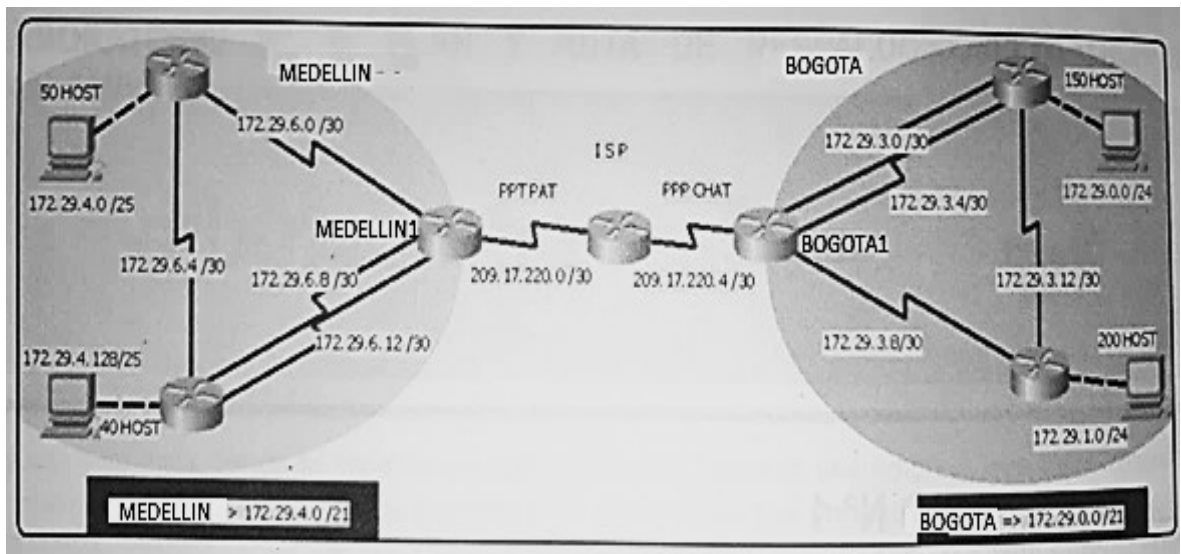 MEDELLIN
BOGOTA
50 HOST
150 HOST
172.29.6.0 /30
172.29.3.0 /30
ISP
172.29.4.0 /25
172.29.0.0 /24
PPTPAT
PPP CHAT
172.29.3.4/30
MEDELLIN1
BOGOTA1
172.29.6.4 /30
172.29.6.8 /30
209.17.220.0 /30
209.17.220.4 /30
172.29.3.12 /30
172.29.6.12 /30
172.29.3.8/30
172.29.4.128/25
200 HOST
40 HOST
172.29.1.0 /24
MEDELLIN > 172.29.4.0 /21
BOGOTA => 172.29.0.0 /21